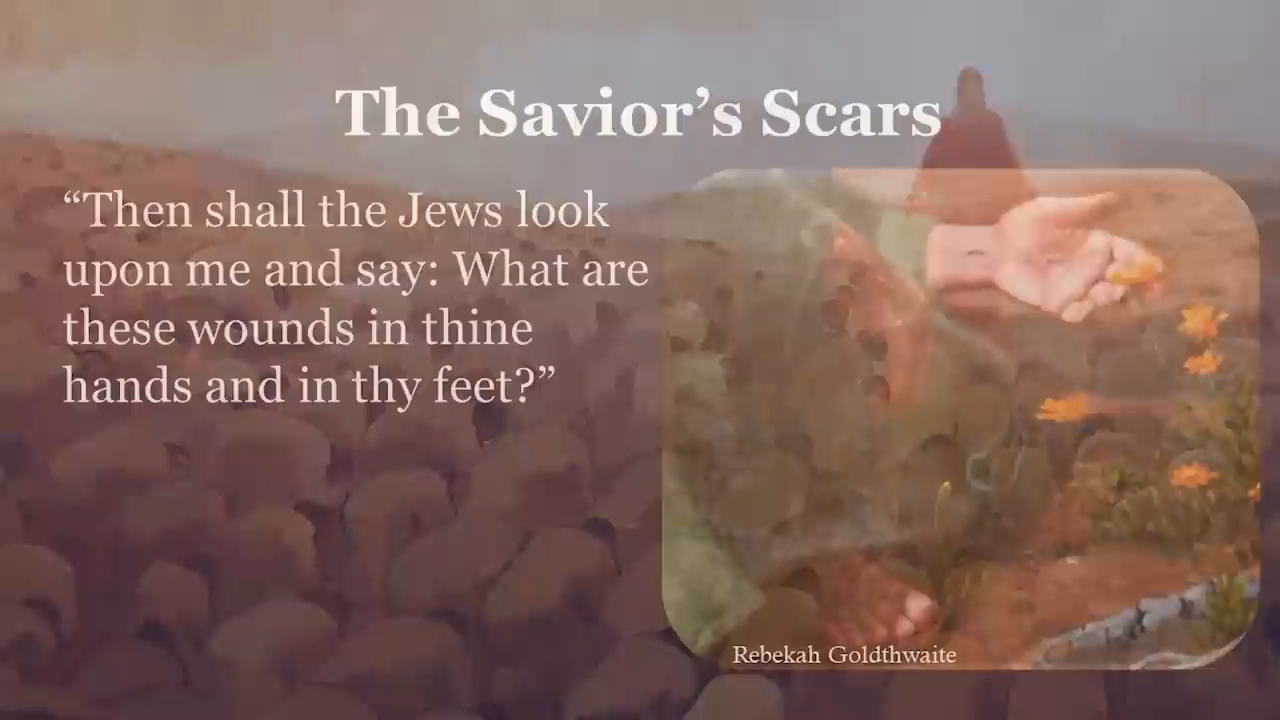 The Savior’s Scars
“Then shall the Jews look
upon me and say: What are
these wounds in thine
hands and in thy feet?”
Rebekah Goldthwaite